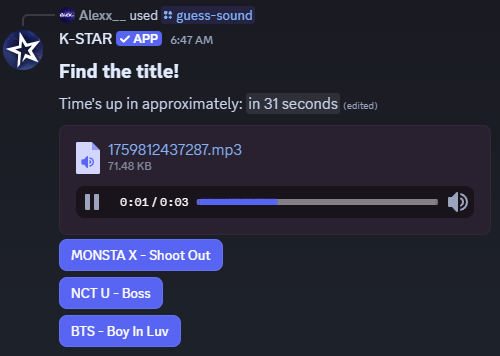 Alexx__ used guess-sound
K-STAR ✓ APP 6:47 AM
Find the title!
Time's up in approximately: in 31 seconds (edited)
1759812437287.mp3
71.48 KB
0:01 / 0:03
MONSTA X - Shoot Out
NCT U - Boss
BTS - Boy In Luv